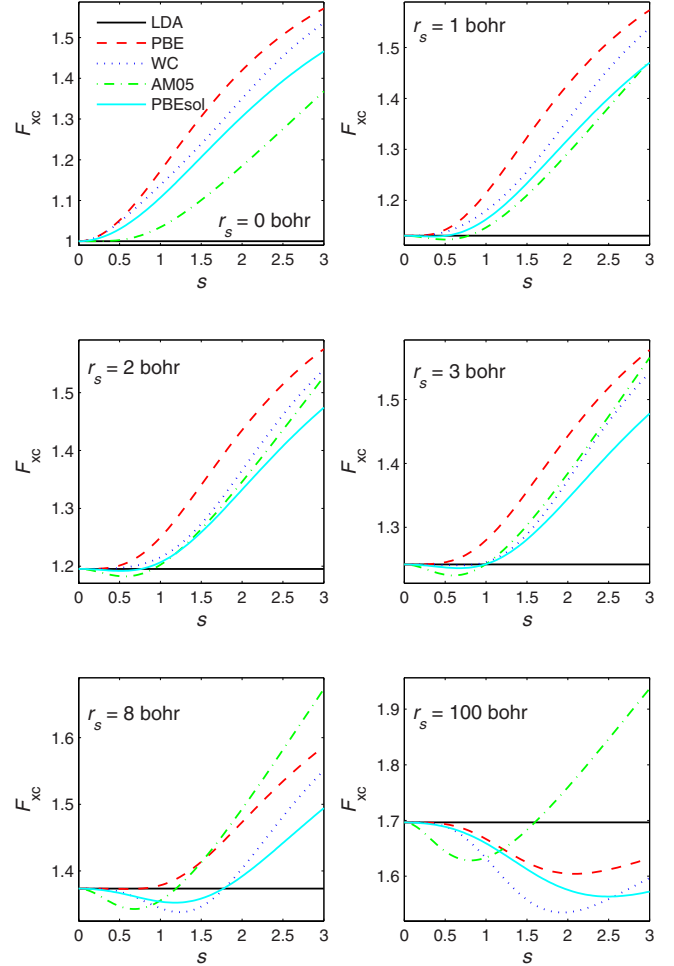 LDA
PBE
WC
AM05
PBEsol
r_s = 0 bohr
1.5
1.4
1.3
1.2
1.1
1
0 0.5 1 1.5 2 2.5 3
F_xc
s
r_s = 1 bohr
1.5
1.4
1.3
1.2
0 0.5 1 1.5 2 2.5 3
F_xc
s
r_s = 2 bohr
1.5
1.4
1.3
1.2
0 0.5 1 1.5 2 2.5 3
F_xc
s
r_s = 3 bohr
1.5
1.4
1.3
0 0.5 1 1.5 2 2.5 3
F_xc
s
r_s = 8 bohr
1.6
1.5
1.4
0 0.5 1 1.5 2 2.5 3
F_xc
s
r_s = 100 bohr
1.9
1.8
1.7
1.6
0 0.5 1 1.5 2 2.5 3
F_xc
s